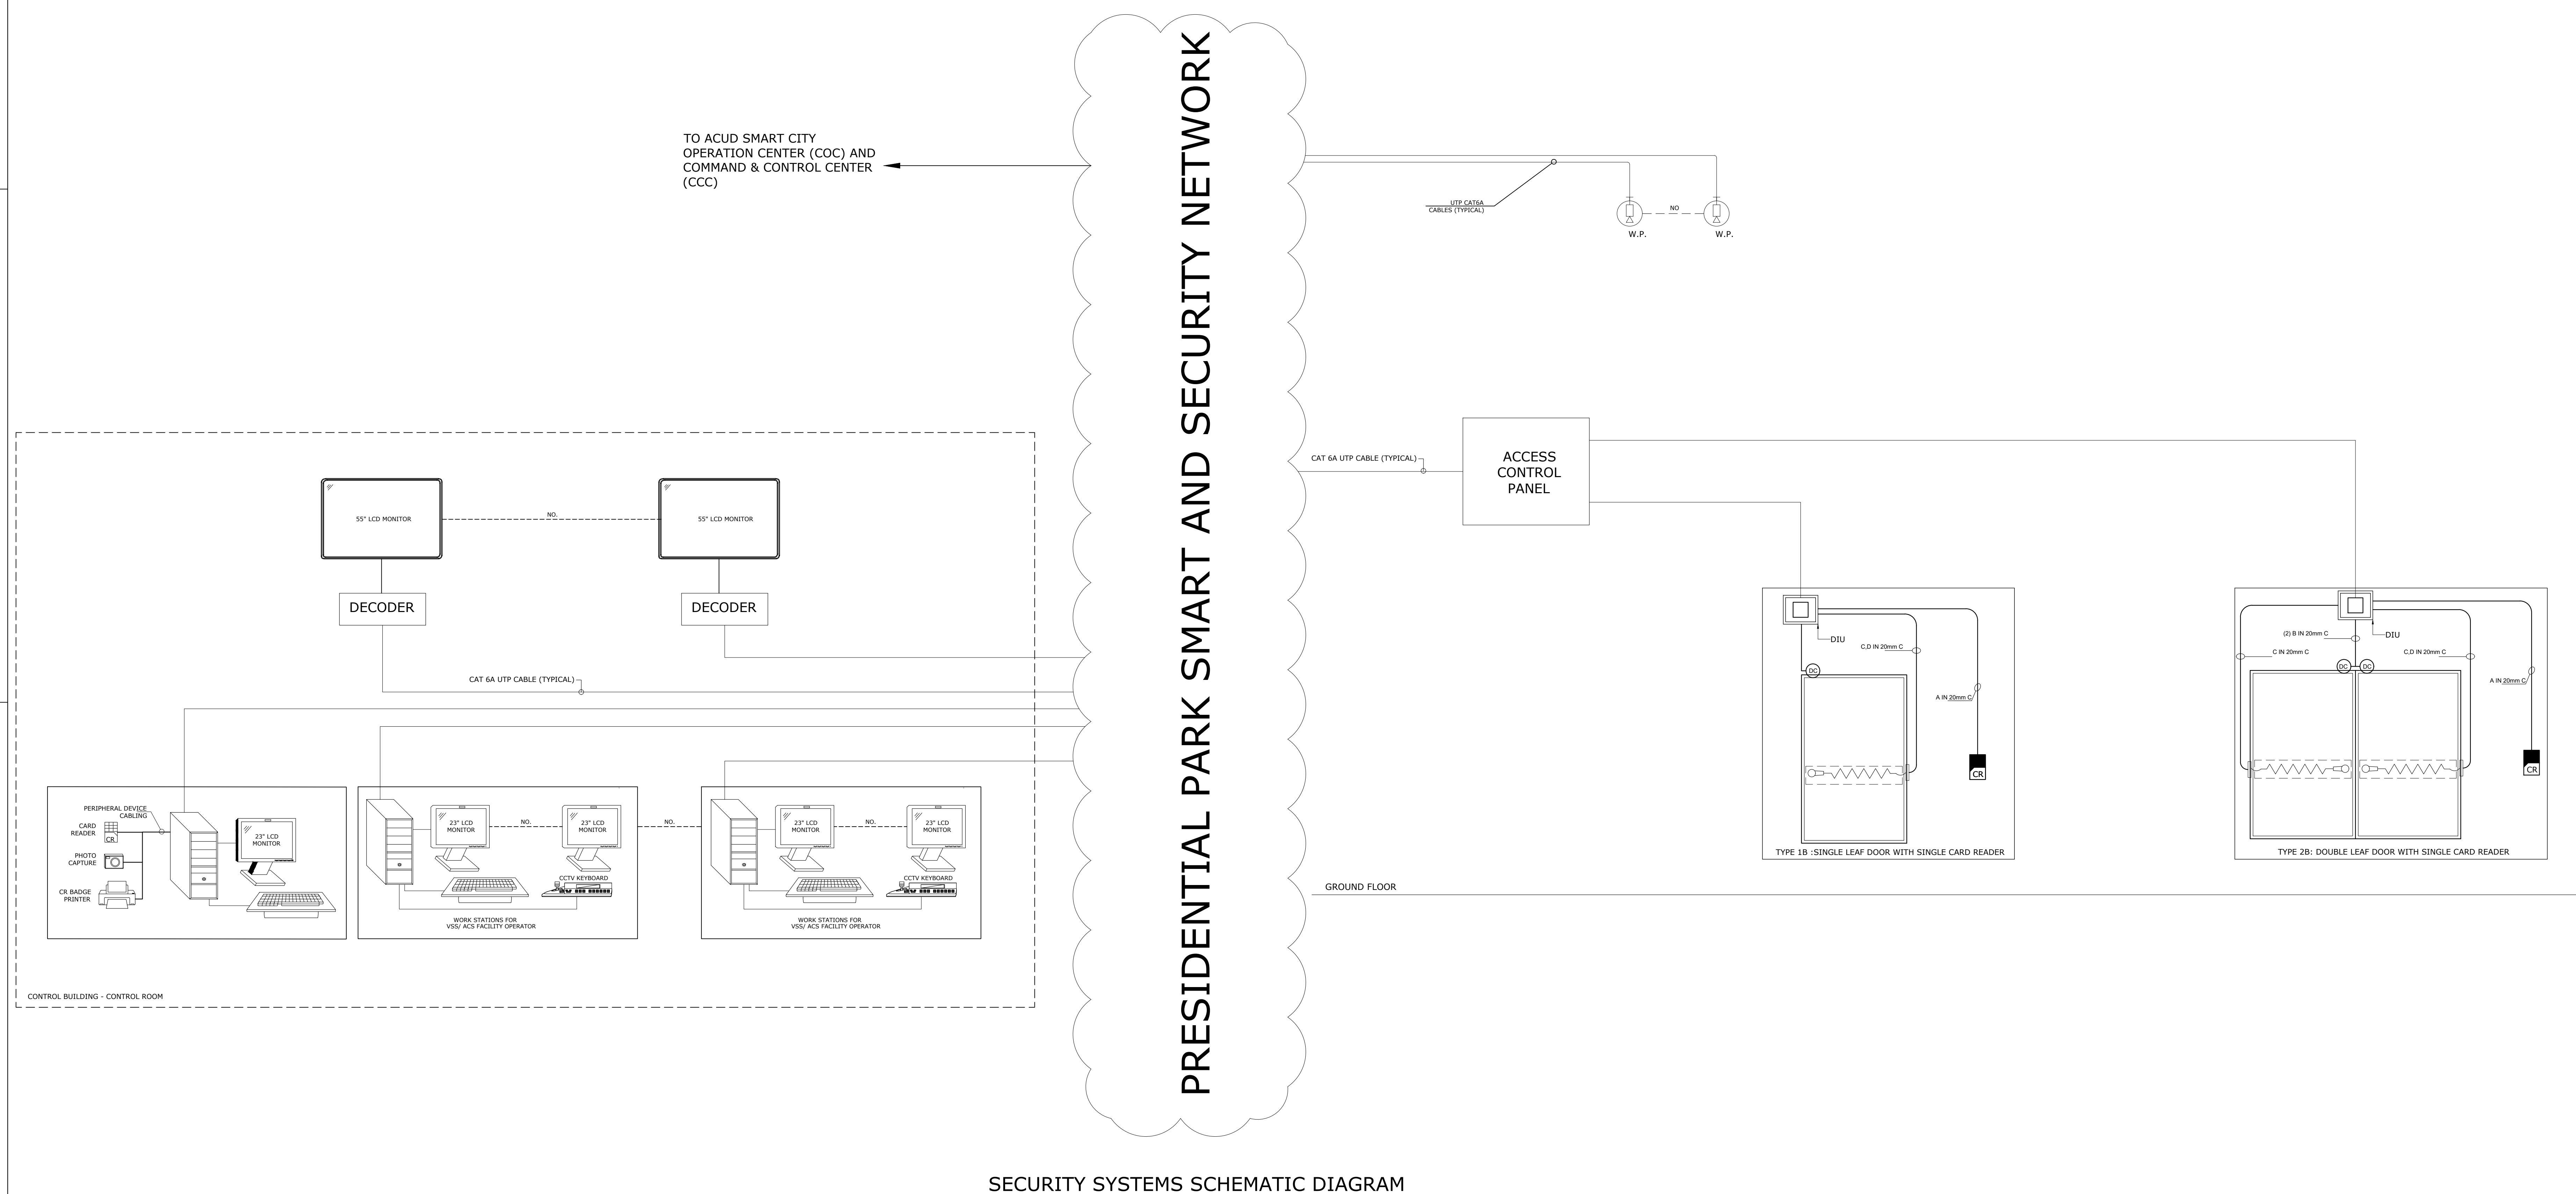 PRESIDENTIAL PARK SMART AND SECURITY NETWORK
TO ACUD SMART CITY
OPERATION CENTER (COC) AND
COMMAND & CONTROL CENTER
(CCC)
UTP CAT6A
CABLES (TYPICAL)
NO
W.P.
W.P.
55" LCD MONITOR
NO.
55" LCD MONITOR
DECODER
DECODER
CAT 6A UTP CABLE (TYPICAL)
PERIPHERAL DEVICE
CABLING
CARD
READER
CR
PHOTO
CAPTURE
CR BADGE
PRINTER
23" LCD
MONITOR
23" LCD
MONITOR
NO.
23" LCD
MONITOR
CCTV KEYBOARD
WORK STATIONS FOR
VSS/ ACS FACILITY OPERATOR
NO.
23" LCD
MONITOR
NO.
23" LCD
MONITOR
CCTV KEYBOARD
WORK STATIONS FOR
VSS/ ACS FACILITY OPERATOR
CONTROL BUILDING - CONTROL ROOM
CAT 6A UTP CABLE (TYPICAL)
ACCESS
CONTROL
PANEL
DIU
C,D IN 20mm C
DC
A IN 20mm C
CR
TYPE 1B :SINGLE LEAF DOOR WITH SINGLE CARD READER
(2) B IN 20mm C
DIU
C IN 20mm C
C,D IN 20mm C
DC
DC
A IN 20mm C
CR
TYPE 2B: DOUBLE LEAF DOOR WITH SINGLE CARD READER
GROUND FLOOR
SECURITY SYSTEMS SCHEMATIC DIAGRAM